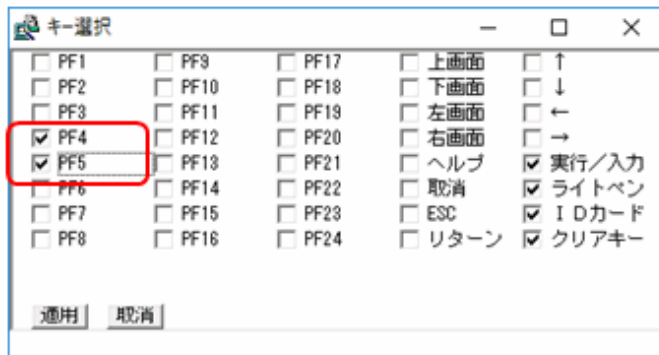 キー選択
PF1 PF9 PF17 上画面 ↑
PF2 PF10 PF18 下画面 ↓
PF3 PF11 PF19 左画面 ←
PF4 PF12 PF20 右画面 →
PF5 PF13 PF21 ヘルプ 実行／入力
PF6 PF14 PF22 取消 ライトペン
PF7 PF15 PF23 ESC IDカード
PF8 PF16 PF24 リターン クリアキー
適用 取消